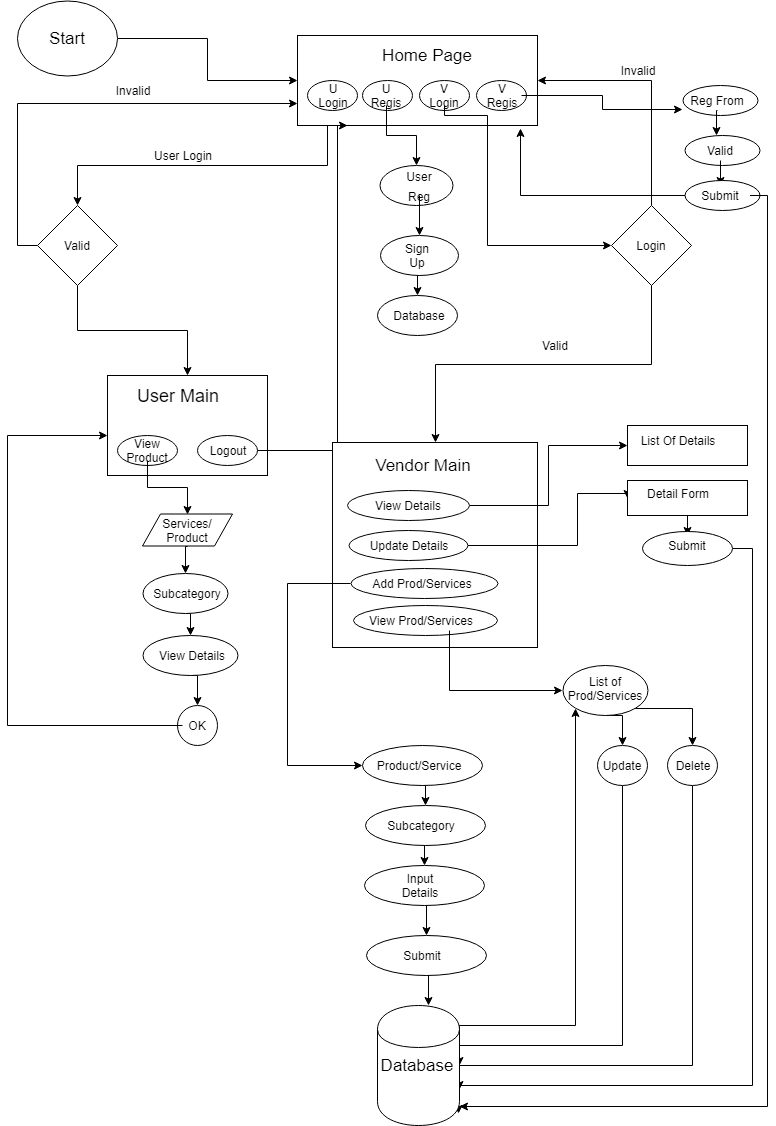 Start
Home Page
U
Login
U
Regis
V
Login
V
Regis
Invalid
Invalid
Reg From
Valid
Submit
User Login
User
Reg
Sign
Up
Database
Valid
Login
Valid
User Main
View
Product
Logout
Services/
Product
Subcategory
View Details
OK
Vendor Main
View Details
Update Details
Add Prod/Services
View Prod/Services
List Of Details
Detail Form
Submit
List of
Prod/Services
Update
Delete
Product/Service
Subcategory
Input
Details
Submit
Database